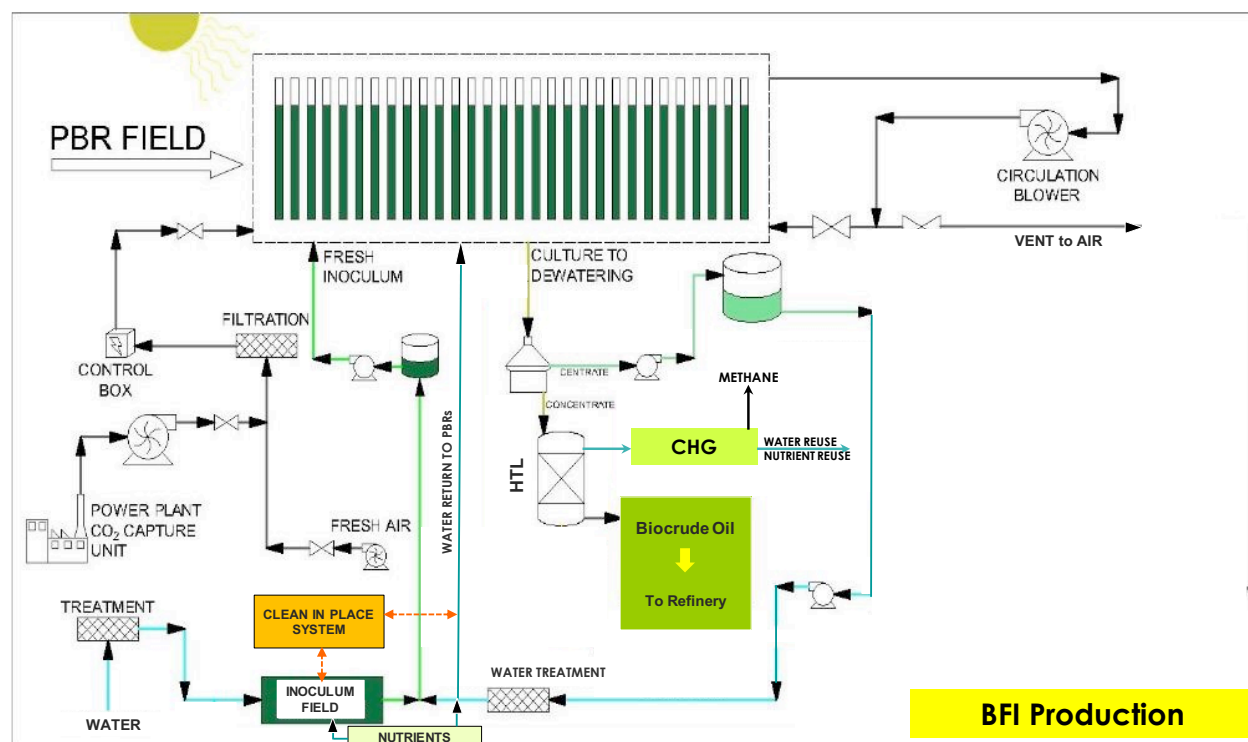 PBR FIELD
CIRCULATION
BLOWER
VENT to AIR
FRESH
INOCULUM
CULTURE TO
DEWATERING
FILTRATION
CONTROL
BOX
CENTRATE
CONCENTRATE
METHANE
CHG
WATER REUSE
NUTRIENT REUSE
HTL
WATER RETURN TO PBRs
POWER PLANT
CO₂ CAPTURE
UNIT
FRESH AIR
Biocrude Oil
To Refinery
TREATMENT
CLEAN IN PLACE
SYSTEM
WATER TREATMENT
INOCULUM
FIELD
WATER
NUTRIENTS
BFI Production